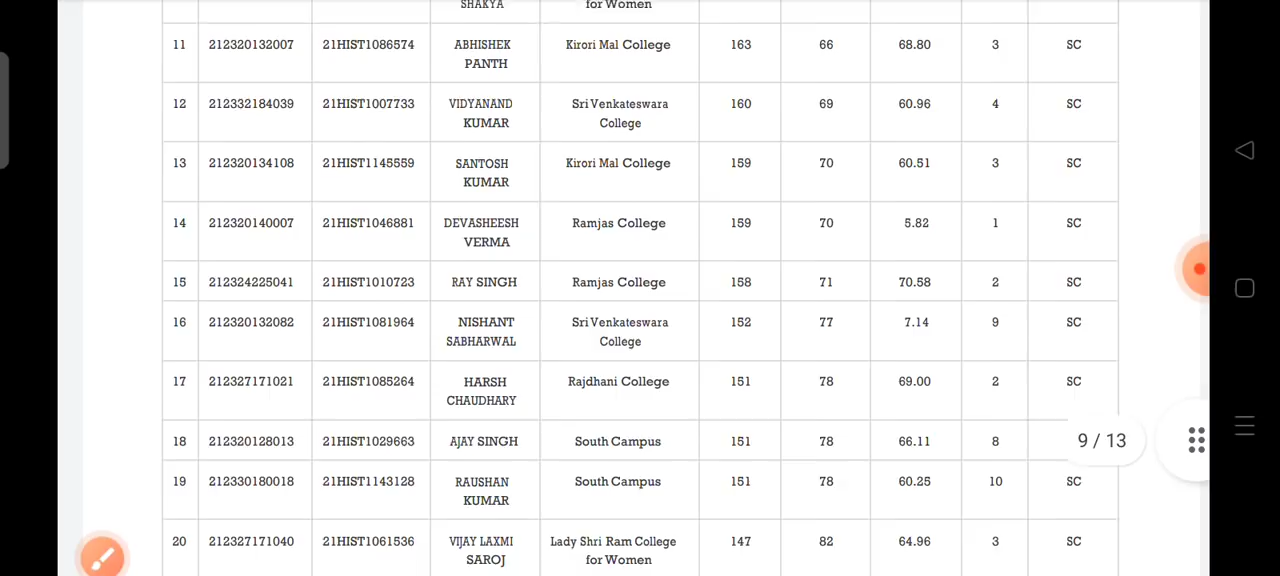 SHAKYA for Women
11 212320132007 21HIST1086574 ABHISHEK PANTH Kirori Mal College 163 66 68.80 3 SC
12 212332184039 21HIST1007733 VIDYANAND KUMAR Sri Venkateswara College 160 69 60.96 4 SC
13 212320134108 21HIST1145559 SANTOSH KUMAR Kirori Mal College 159 70 60.51 3 SC
14 212320140007 21HIST1046881 DEVASHEESH VERMA Ramjas College 159 70 5.82 1 SC
15 212324225041 21HIST1010723 RAY SINGH Ramjas College 158 71 70.58 2 SC
16 212320132082 21HIST1081964 NISHANT SABHARWAL Sri Venkateswara College 152 77 7.14 9 SC
17 212327171021 21HIST1085264 HARSH CHAUDHARY Rajdhani College 151 78 69.00 2 SC
18 212320128013 21HIST1029663 AJAY SINGH South Campus 151 78 66.11 8 SC
9 / 13
19 212330180018 21HIST1143128 RAUSHAN KUMAR South Campus 151 78 60.25 10 SC
20 212327171040 21HIST1061536 VIJAY LAXMI SAROJ Lady Shri Ram College for Women 147 82 64.96 3 SC